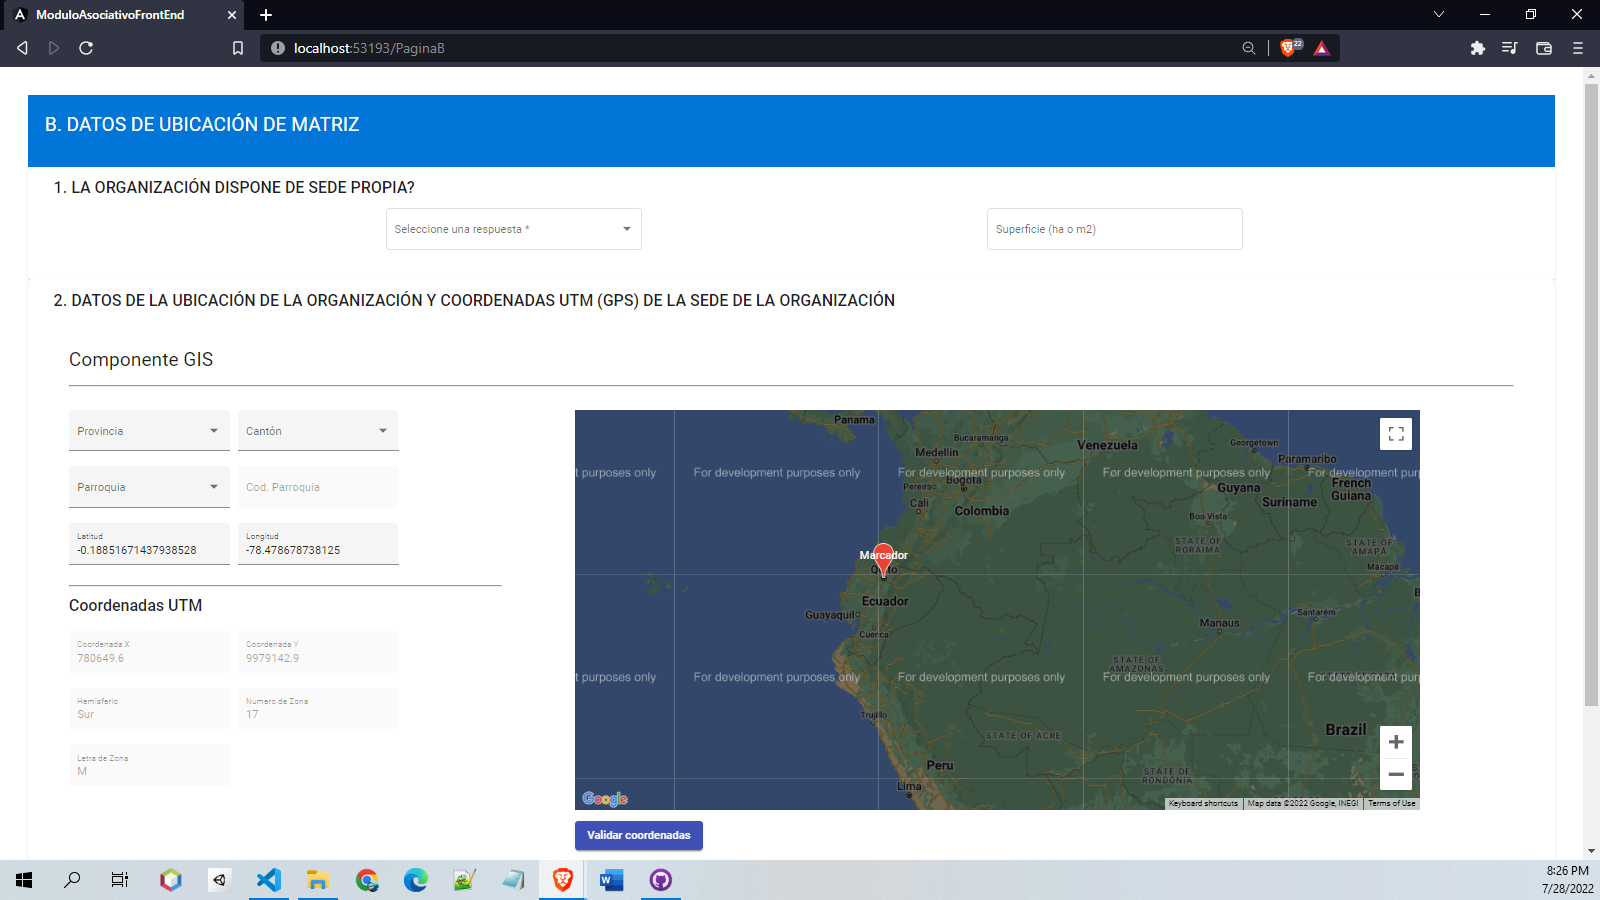 ModuloAsociativoFrontEnd
localhost:53193/PaginaB
22
B. DATOS DE UBICACIÓN DE MATRIZ
1. LA ORGANIZACIÓN DISPONE DE SEDE PROPIA?
Seleccione una respuesta *
Superficie (ha o m2)
2. DATOS DE LA UBICACIÓN DE LA ORGANIZACIÓN Y COORDENADAS UTM (GPS) DE LA SEDE DE LA ORGANIZACIÓN
Componente GIS
Provincia
Cantón
Parroquia
Cod. Parroquia
Latitud
-0.18851671437938528
Longitud
-78.478678738125
Coordenadas UTM
Coordenada X
780649.6
Coordenada Y
9979142.9
Hemisferio
Sur
Numero de Zona
17
Letra de Zona
M
Panama
Bucaramanga
Medellin
Venezuela
Georgetown
Paramaribo
t purposes only
For development purposes only
For development purposes only
For development purposes only
For development pur
Pereira
Bogota
Guyana
French
Guiana
Suriname
Cali
Colombia
Boa Vista
STATE OF
RORAIMA
STATE OF
AMAPÁ
Marcador
Quito
Macapá
Ecuador
Guayaquil
Santarém
Manaus
Cuenca
STATE OF
AMAZONAS
t purposes only
For development purposes only
For development purposes only
For development purposes only
For development pur
Trujillo
STATE OF ACRE
Brazil
Peru
STATE OF
RONDÔNIA
Lima
Google
Keyboard shortcuts
Map data ©2022 Google, INEGI
Terms of Use
Validar coordenadas
8:26 PM
7/28/2022